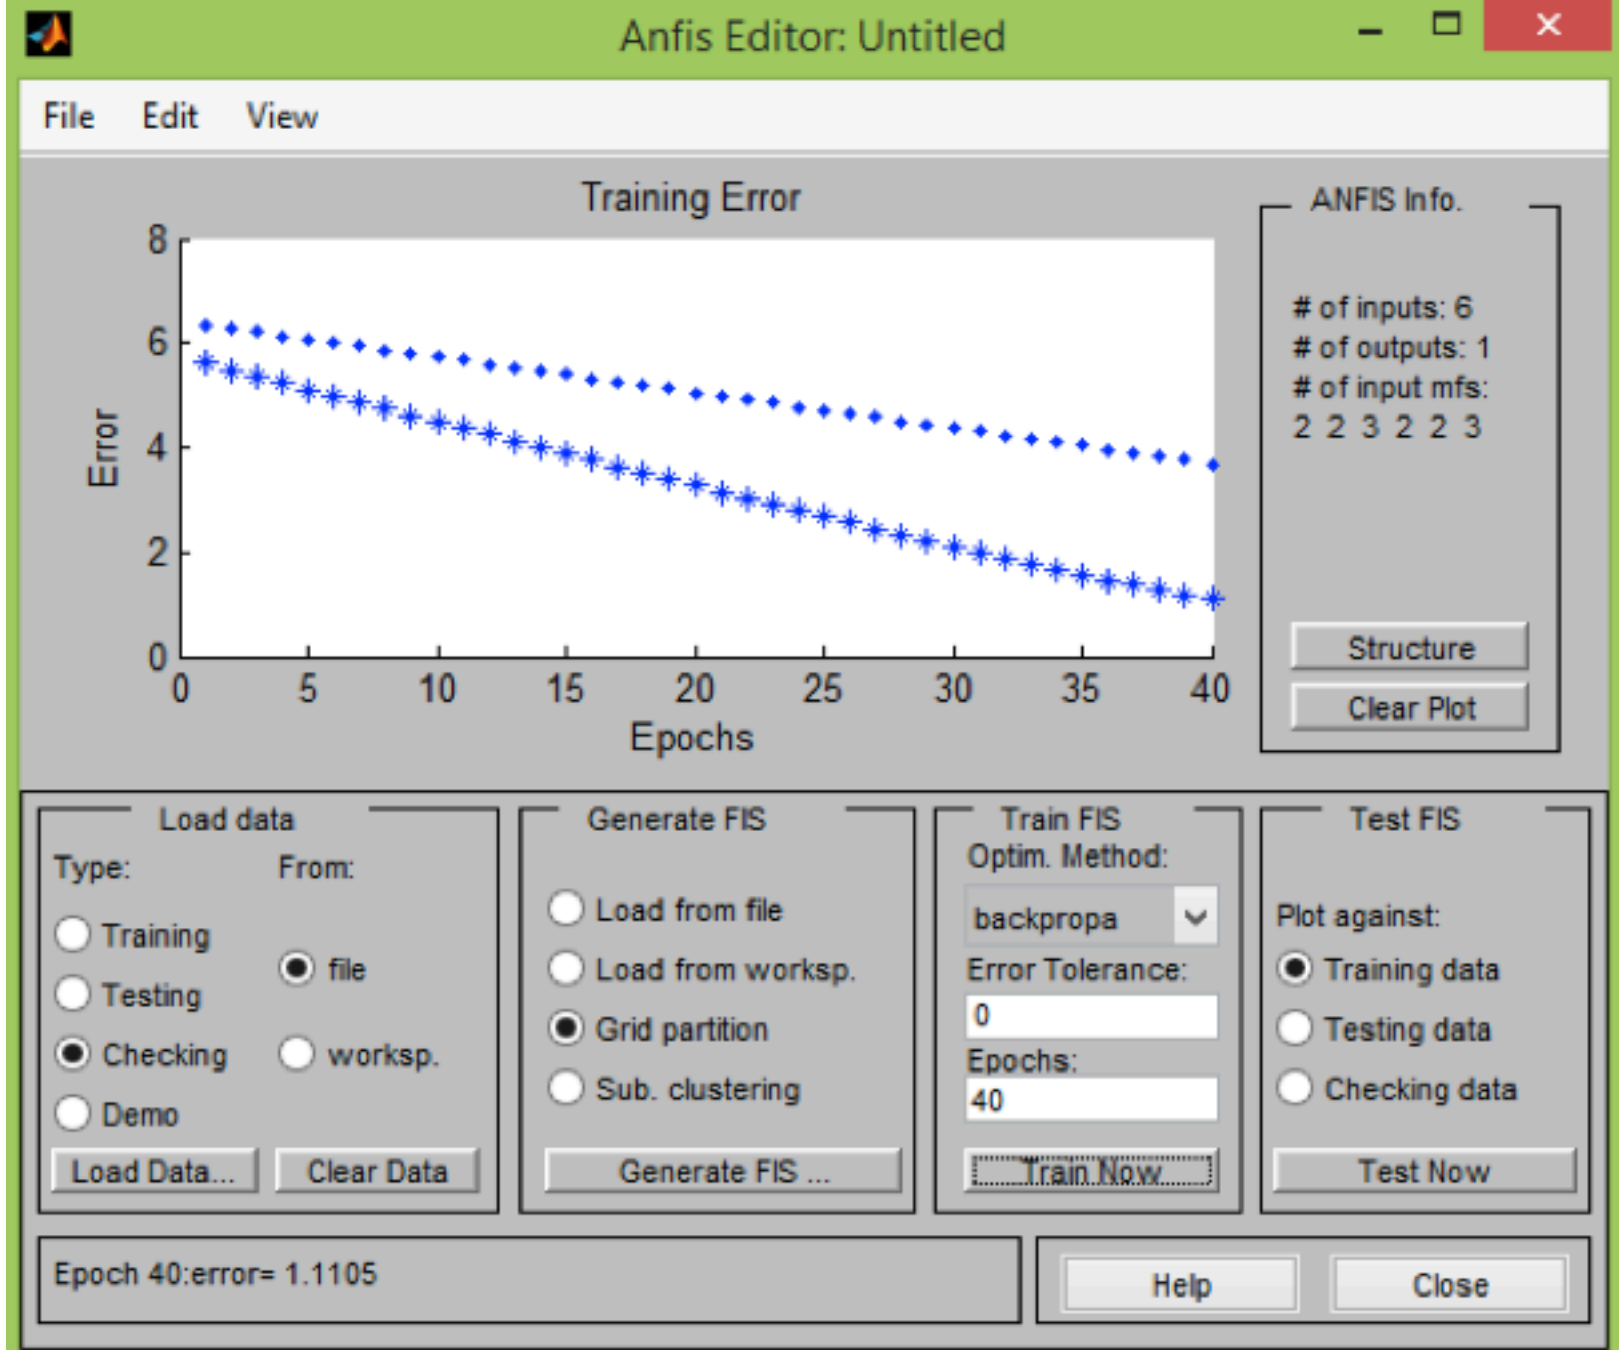 Anfis Editor: Untitled
File Edit View
Training Error
8
6
4
2
0
Error
0 5 10 15 20 25 30 35 40
Epochs
ANFIS Info.
# of inputs: 6
# of outputs: 1
# of input mfs:
2 2 3 2 2 3
Structure
Clear Plot
Load data
Type:
From:
Training
Testing
Checking
Demo
file
worksp.
Load Data...
Clear Data
Generate FIS
Load from file
Load from worksp.
Grid partition
Sub. clustering
Generate FIS ...
Train FIS
Optim. Method:
backpropa
Error Tolerance:
0
Epochs:
40
Train Now
Test FIS
Plot against:
Training data
Testing data
Checking data
Test Now
Epoch 40:error= 1.1105
Help
Close